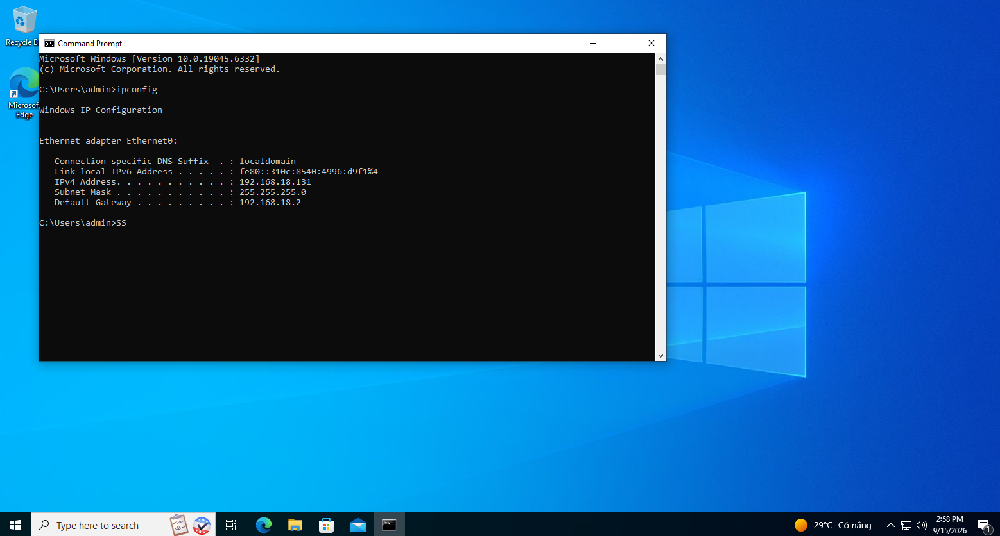 Recycle B
Microsof
Edge
Command Prompt
Microsoft Windows [Version 10.0.19045.6332]
(c) Microsoft Corporation. All rights reserved.
C:\Users\admin>ipconfig
Windows IP Configuration
Ethernet adapter Ethernet0:
Connection-specific DNS Suffix  . : localdomain
Link-local IPv6 Address . . . . . : fe80::310c:8540:4996:d9f1%4
IPv4 Address. . . . . . . . . . . : 192.168.18.131
Subnet Mask . . . . . . . . . . . : 255.255.255.0
Default Gateway . . . . . . . . . : 192.168.18.2
C:\Users\admin>SS
Type here to search
29°C Có nắng
2:58 PM
9/15/2026
1